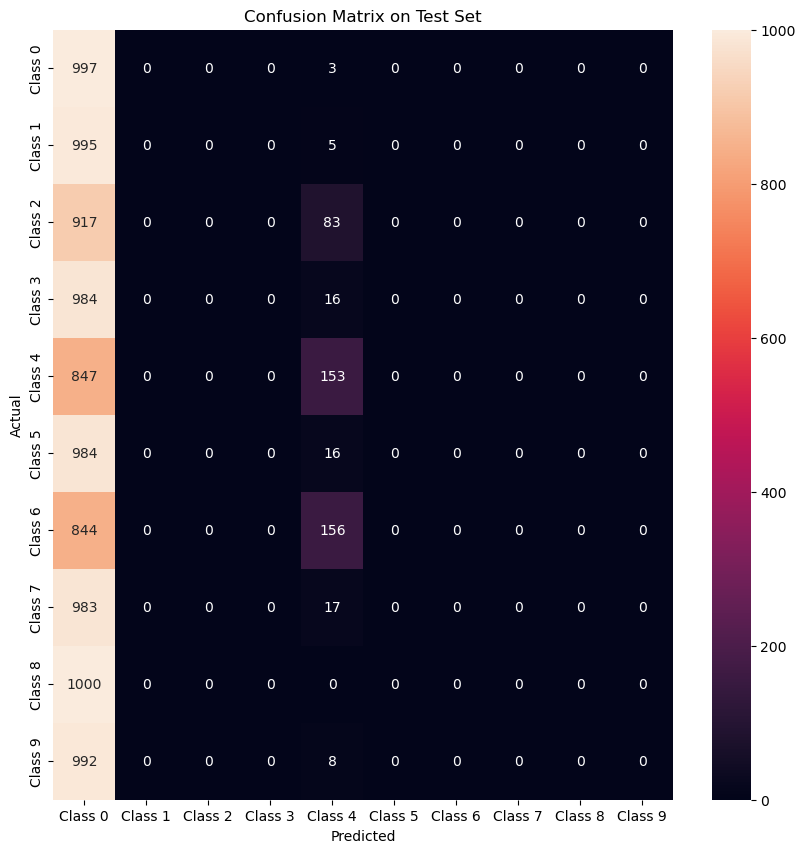 Confusion Matrix on Test Set
Class 0 997 0 0 0 3 0 0 0 0 0
Class 1 995 0 0 0 5 0 0 0 0 0
Class 2 917 0 0 0 83 0 0 0 0 0
Class 3 984 0 0 0 16 0 0 0 0 0
Class 4 847 0 0 0 153 0 0 0 0 0
Class 5 984 0 0 0 16 0 0 0 0 0
Class 6 844 0 0 0 156 0 0 0 0 0
Class 7 983 0 0 0 17 0 0 0 0 0
Class 8 1000 0 0 0 0 0 0 0 0 0
Class 9 992 0 0 0 8 0 0 0 0 0
Actual
Class 0 Class 1 Class 2 Class 3 Class 4 Class 5 Class 6 Class 7 Class 8 Class 9
Predicted
1000
800
600
400
200
0